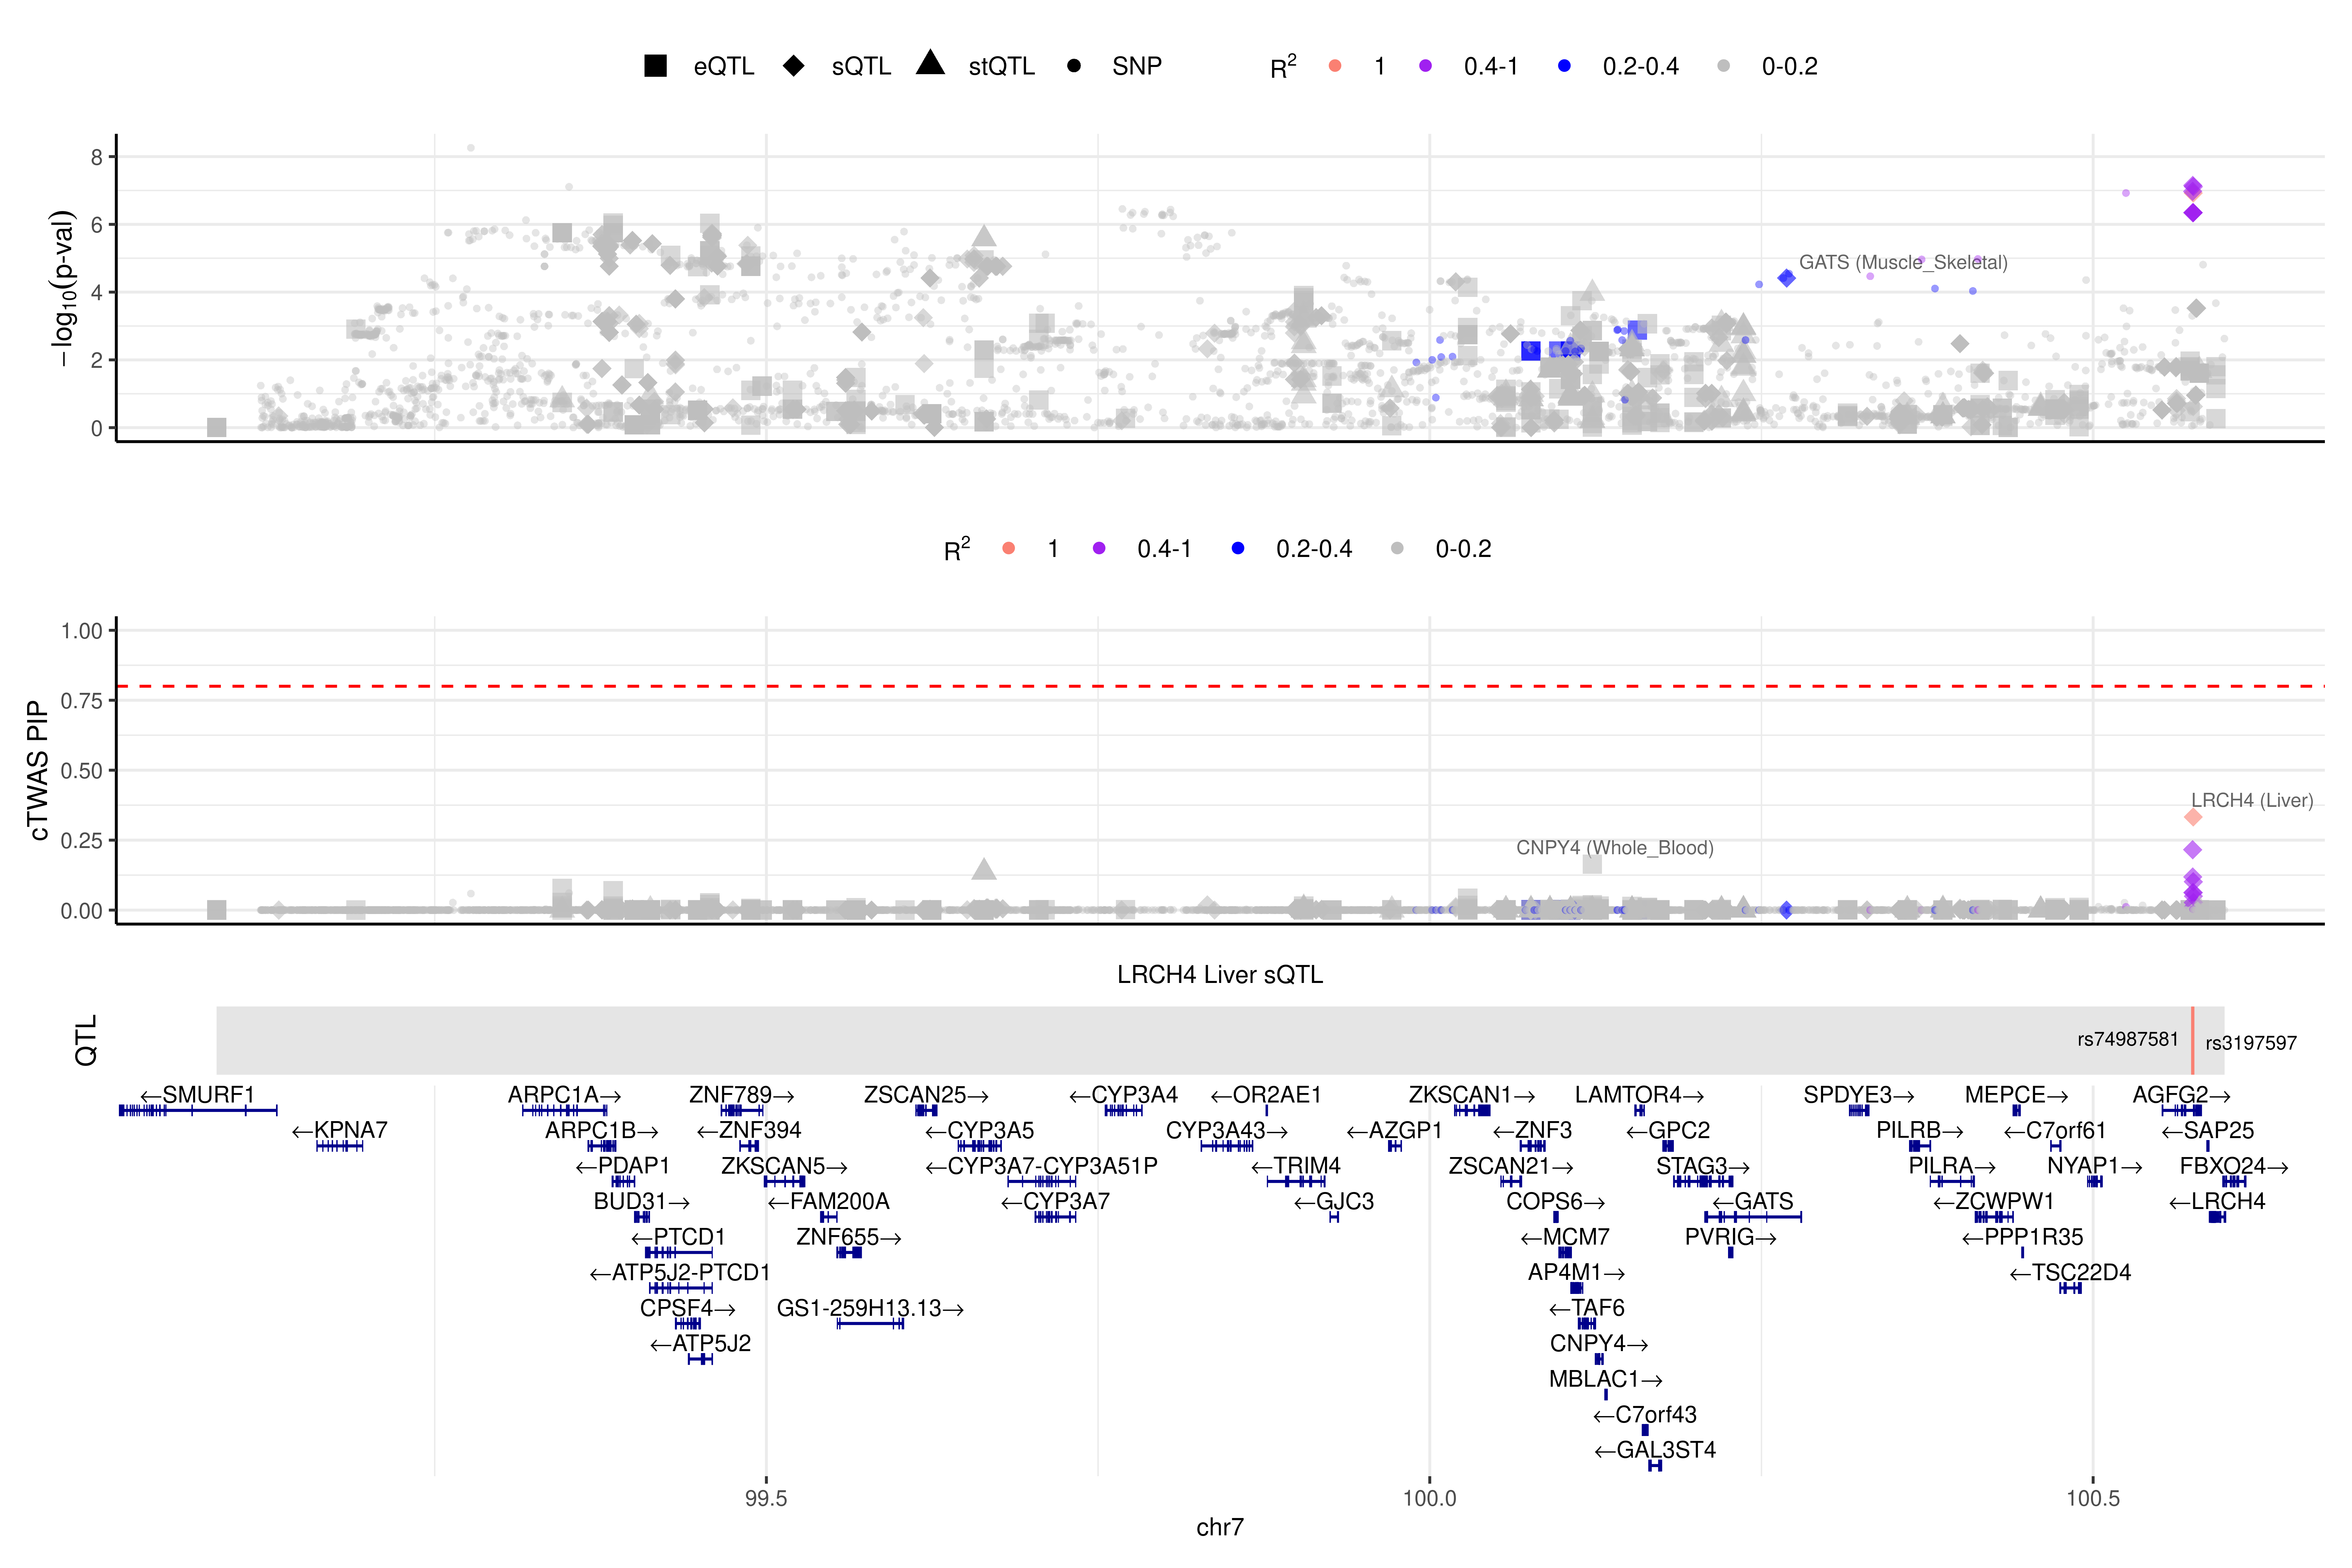 eQTL sQTL stQTL SNP R2 1 0.4-1 0.2-0.4 0-0.2
−log10(p-val)
8
6
4
2
0
GATS (Muscle_Skeletal)
R2 1 0.4-1 0.2-0.4 0-0.2
cTWAS PIP
1.00
0.75
0.50
0.25
0.00
LRCH4 (Liver)
CNPY4 (Whole_Blood)
LRCH4 Liver sQTL
QTL
rs74987581 rs3197597
←SMURF1 ARPC1A→ ZNF789→ ZSCAN25→ ←CYP3A4 ←OR2AE1 ZKSCAN1→ LAMTOR4→ SPDYE3→ MEPCE→ AGFG2→
←KPNA7 ARPC1B→ ←ZNF394 ←CYP3A5 CYP3A43→ ←AZGP1 ←ZNF3 ←GPC2 PILRB→ ←C7orf61 ←SAP25
←PDAP1 ZKSCAN5→ ←CYP3A7-CYP3A51P ←TRIM4 ZSCAN21→ STAG3→ PILRA→ NYAP1→ FBXO24→
BUD31→ ←FAM200A ←CYP3A7 ←GJC3 COPS6→ ←GATS ←ZCWPW1 ←LRCH4
←PTCD1 ZNF655→ ←MCM7 PVRIG→ ←PPP1R35
←ATP5J2-PTCD1 AP4M1→ ←TSC22D4
CPSF4→ GS1-259H13.13→ ←TAF6
←ATP5J2 CNPY4→
MBLAC1→
←C7orf43
←GAL3ST4
99.5 100.0 100.5
chr7